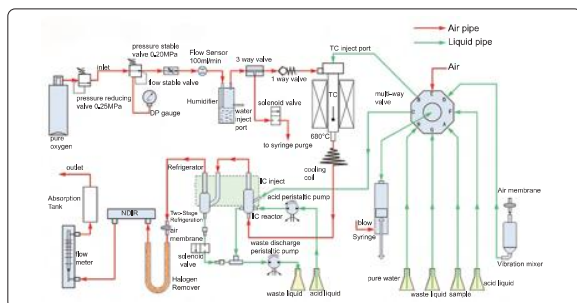 Air pipe
Liquid pipe
pressure stable
valve 0.20MPa
Flow Sensor
100ml/min
3 way valve
TC inject port
inlet
flow stable valve
1 way valve
Air
multi-way
valve
Humidifier
water
inject
port
solenoid valve
TC
pressure reducing
valve 0.25MPa
DP gauge
to syringe purge
680°C
pure
oxygen
cooling
coil
outlet
Refrigerator
IC inject
acid peristaltic pump
Air membrane
Absorption
Tank
NDIR
Two-Stage
Refrigeration
IC reactor
air
membrane
waste discharge
peristaltic pump
Syringe
Vibration mixer
flow
meter
solenoid
valve
pure water
waste liquid
sample
acid liquid
Halogen
Remover
waste liquid
acid liquid